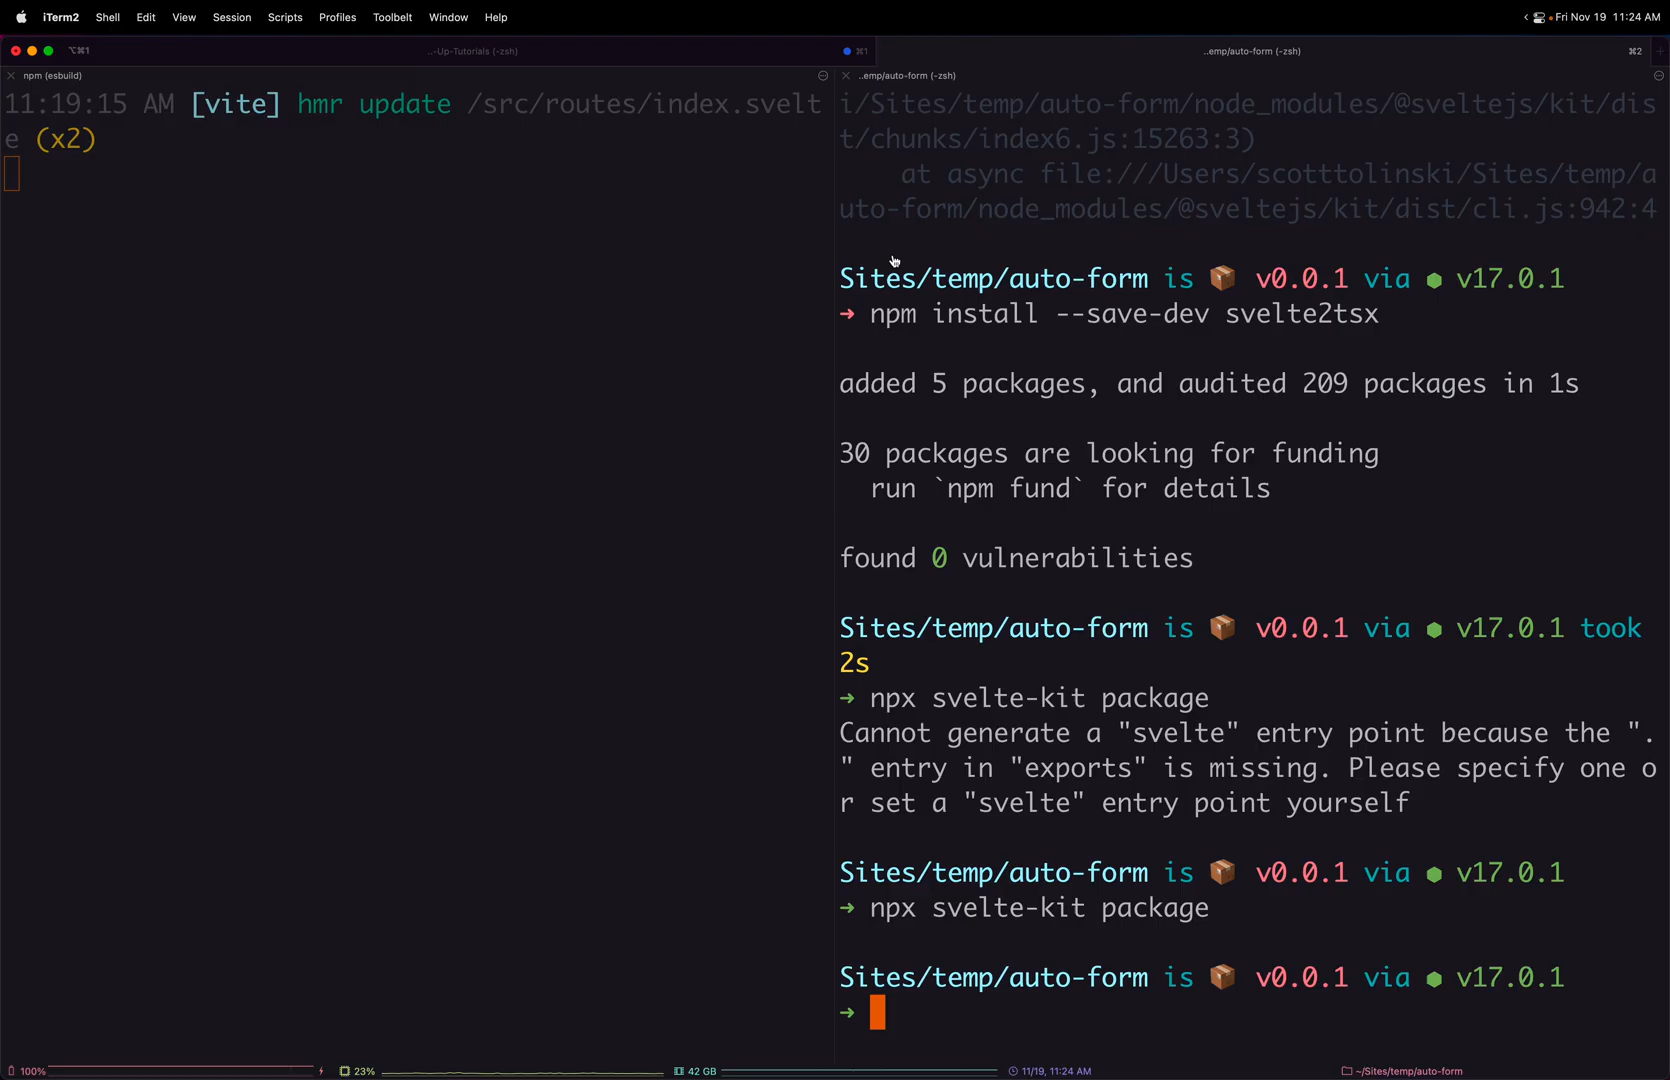 iTerm2 Shell Edit View Session Scripts Profiles Toolbelt Window Help
Fri Nov 19 11:24 AM
⌥⌘1
..-Up-Tutorials (-zsh)
⌘1
..emp/auto-form (-zsh)
⌘2
npm (esbuild)
11:19:15 AM [vite] hmr update /src/routes/index.svelt
e (x2)
..emp/auto-form (-zsh)
i/Sites/temp/auto-form/node_modules/@sveltejs/kit/dis
t/chunks/index6.js:15263:3)
at async file:///Users/scotttolinski/Sites/temp/a
uto-form/node_modules/@sveltejs/kit/dist/cli.js:942:4
Sites/temp/auto-form is 📦 v0.0.1 via ⬢ v17.0.1
➜ npm install --save-dev svelte2tsx
added 5 packages, and audited 209 packages in 1s
30 packages are looking for funding
run `npm fund` for details
found 0 vulnerabilities
Sites/temp/auto-form is 📦 v0.0.1 via ⬢ v17.0.1 took
2s
➜ npx svelte-kit package
Cannot generate a "svelte" entry point because the ".
" entry in "exports" is missing. Please specify one o
r set a "svelte" entry point yourself
Sites/temp/auto-form is 📦 v0.0.1 via ⬢ v17.0.1
➜ npx svelte-kit package
Sites/temp/auto-form is 📦 v0.0.1 via ⬢ v17.0.1
➜
100% 23% 42 GB 11/19, 11:24 AM ~/Sites/temp/auto-form